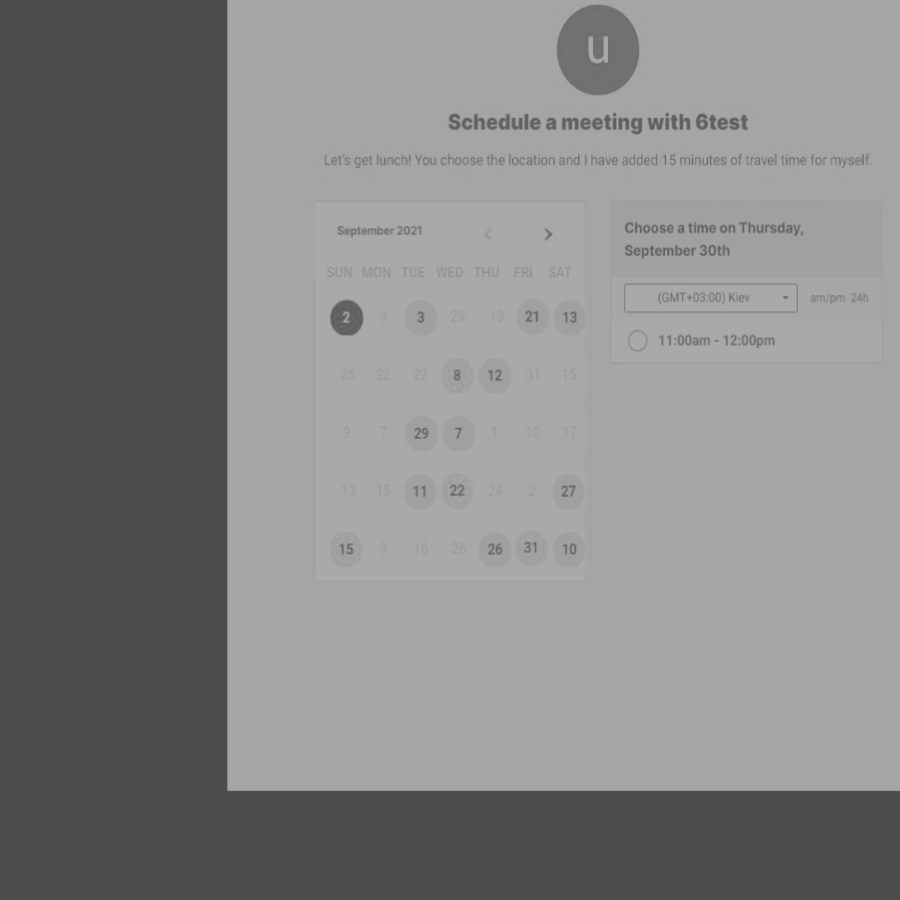 u
Schedule a meeting with 6test
Let's get lunch! You choose the location and I have added 15 minutes of travel time for myself.
September 2021
SUN MON TUE WED THU FRI SAT
2 9 3 29 13 21 13
26 22 22 8 12 31 15
9 7 29 7 1 10 17
13 15 11 22 24 2 27
15 9 16 26 26 31 10
Choose a time on Thursday,
September 30th
(GMT+03:00) Kiev am/pm 24h
11:00am - 12:00pm